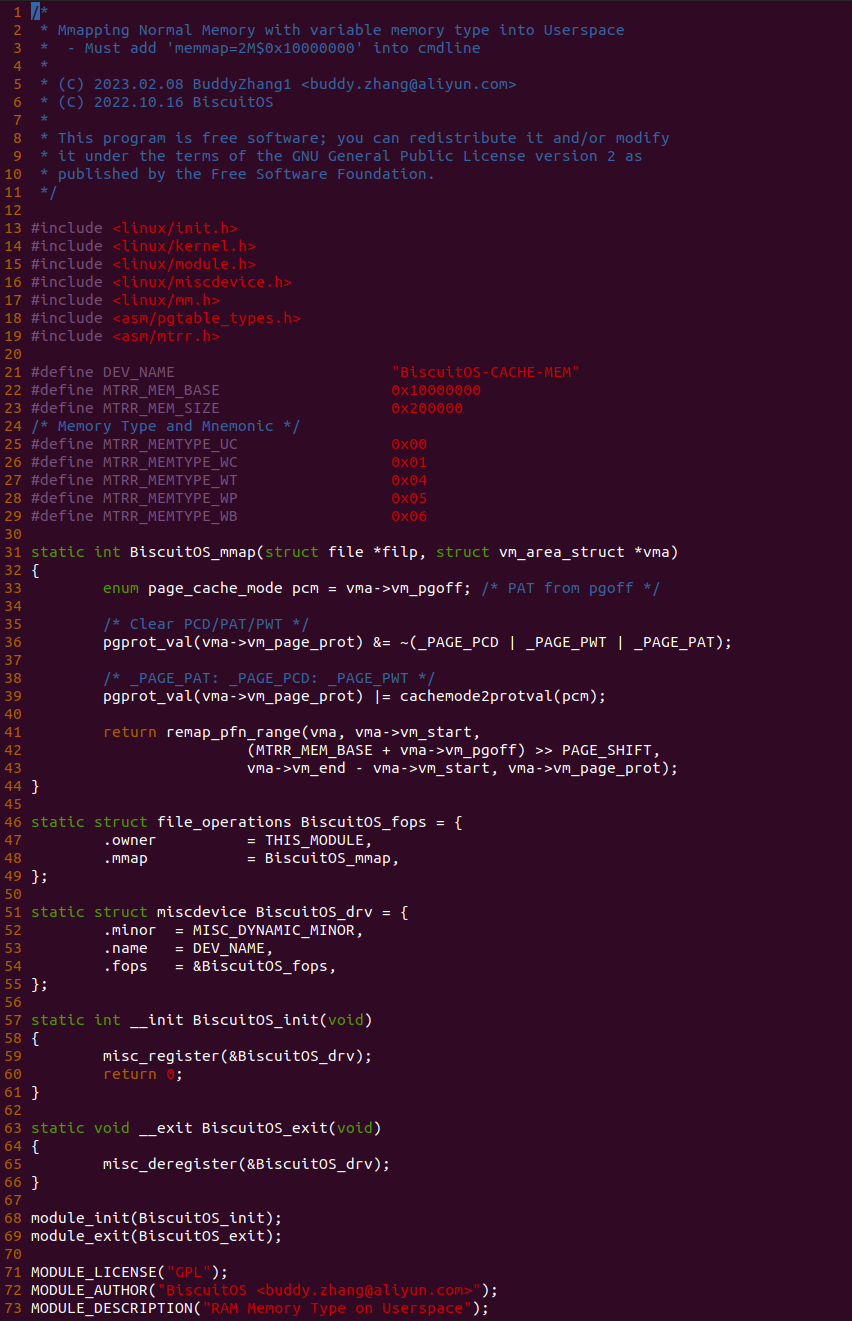 1 /*
2  * Mmapping Normal Memory with variable memory type into Userspace
3  *  - Must add 'memmap=2M$0x10000000' into cmdline
4  *
5  * (C) 2023.02.08 BuddyZhang1 <buddy.zhang@aliyun.com>
6  * (C) 2022.10.16 BiscuitOS
7  *
8  * This program is free software; you can redistribute it and/or modify
9  * it under the terms of the GNU General Public License version 2 as
10  * published by the Free Software Foundation.
11  */
12
13 #include <linux/init.h>
14 #include <linux/kernel.h>
15 #include <linux/module.h>
16 #include <linux/miscdevice.h>
17 #include <linux/mm.h>
18 #include <asm/pgtable_types.h>
19 #include <asm/mtrr.h>
20
21 #define DEV_NAME                        "BiscuitOS-CACHE-MEM"
22 #define MTRR_MEM_BASE                   0x10000000
23 #define MTRR_MEM_SIZE                   0x200000
24 /* Memory Type and Mnemonic */
25 #define MTRR_MEMTYPE_UC                 0x00
26 #define MTRR_MEMTYPE_WC                 0x01
27 #define MTRR_MEMTYPE_WT                 0x04
28 #define MTRR_MEMTYPE_WP                 0x05
29 #define MTRR_MEMTYPE_WB                 0x06
30
31 static int BiscuitOS_mmap(struct file *filp, struct vm_area_struct *vma)
32 {
33         enum page_cache_mode pcm = vma->vm_pgoff; /* PAT from pgoff */
34
35         /* Clear PCD/PAT/PWT */
36         pgprot_val(vma->vm_page_prot) &= ~(_PAGE_PCD | _PAGE_PWT | _PAGE_PAT);
37
38         /* _PAGE_PAT: _PAGE_PCD: _PAGE_PWT */
39         pgprot_val(vma->vm_page_prot) |= cachemode2protval(pcm);
40
41         return remap_pfn_range(vma, vma->vm_start,
42                         (MTRR_MEM_BASE + vma->vm_pgoff) >> PAGE_SHIFT,
43                         vma->vm_end - vma->vm_start, vma->vm_page_prot);
44 }
45
46 static struct file_operations BiscuitOS_fops = {
47         .owner          = THIS_MODULE,
48         .mmap           = BiscuitOS_mmap,
49 };
50
51 static struct miscdevice BiscuitOS_drv = {
52         .minor  = MISC_DYNAMIC_MINOR,
53         .name   = DEV_NAME,
54         .fops   = &BiscuitOS_fops,
55 };
56
57 static int __init BiscuitOS_init(void)
58 {
59         misc_register(&BiscuitOS_drv);
60         return 0;
61 }
62
63 static void __exit BiscuitOS_exit(void)
64 {
65         misc_deregister(&BiscuitOS_drv);
66 }
67
68 module_init(BiscuitOS_init);
69 module_exit(BiscuitOS_exit);
70
71 MODULE_LICENSE("GPL");
72 MODULE_AUTHOR("BiscuitOS <buddy.zhang@aliyun.com>");
73 MODULE_DESCRIPTION("RAM Memory Type on Userspace");